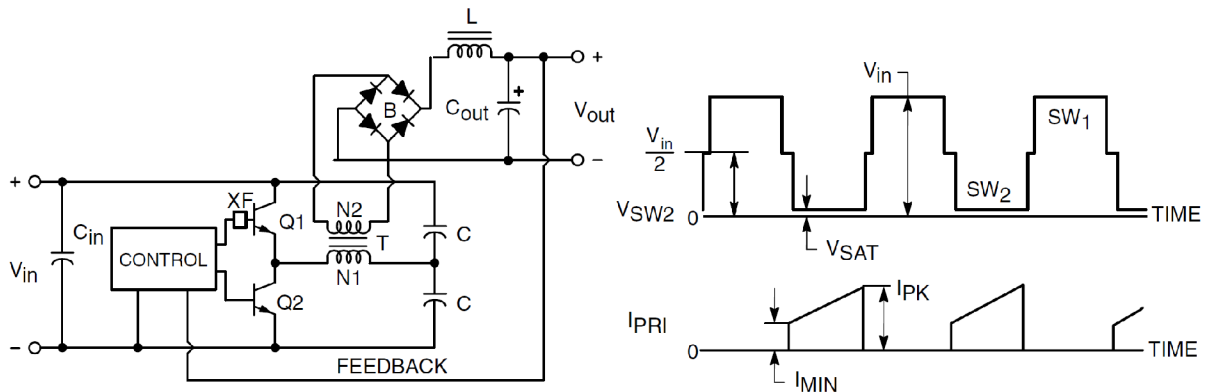 L
B
+
Cout
+
Vout
−
+
XF
N2
Q1
T
C
Cin
CONTROL
N1
Vin
Q2
C
−
FEEDBACK
Vin
SW1
Vin
2
SW2
VSW2 0
TIME
VSAT
IPK
IPRI
0
TIME
IMIN